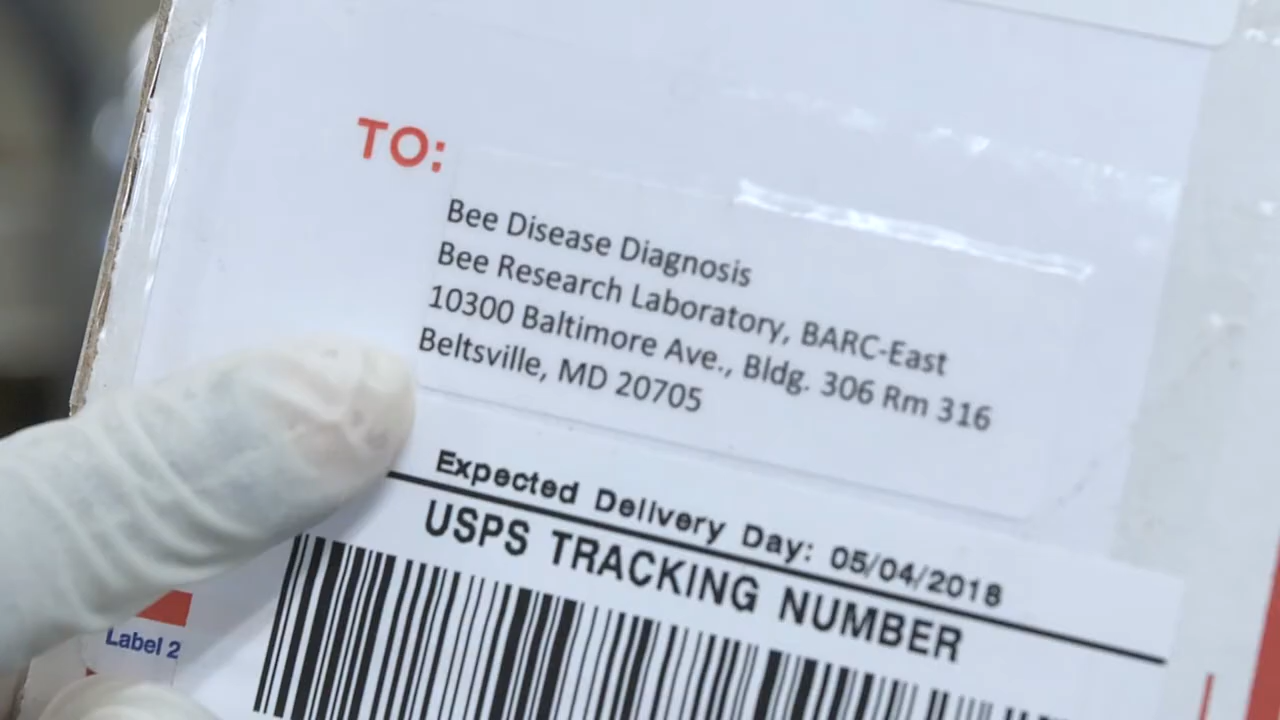 TO:
Bee Disease Diagnosis
Bee Research Laboratory, BARC-East
10300 Baltimore Ave., Bldg. 306 Rm 316
Beltsville, MD 20705
Expected Delivery Day: 05/04/2018
USPS TRACKING NUMBER
Label 2